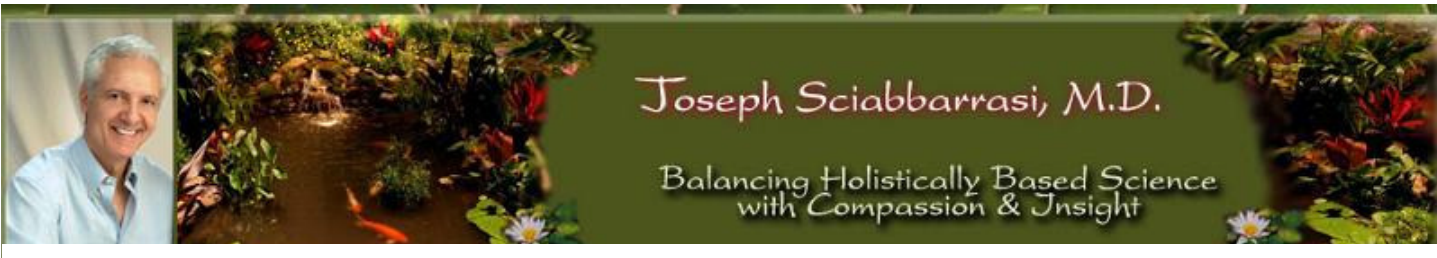 Joseph Sciabbarrasi, M.D.
Balancing Holistically Based Science
with Compassion & Insight